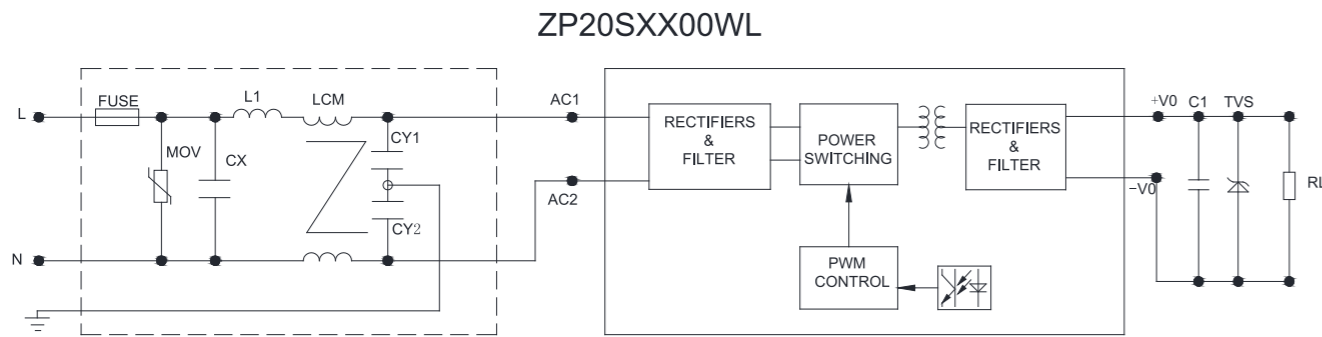 ZP20SXX00WL
FUSE
L1
LCM
AC1
+V0
C1
TVS
L
MOV
CX
CY1
RECTIFIERS
&
FILTER
POWER
SWITCHING
RECTIFIERS
&
FILTER
AC2
−V0
RL
CY2
N
PWM
CONTROL